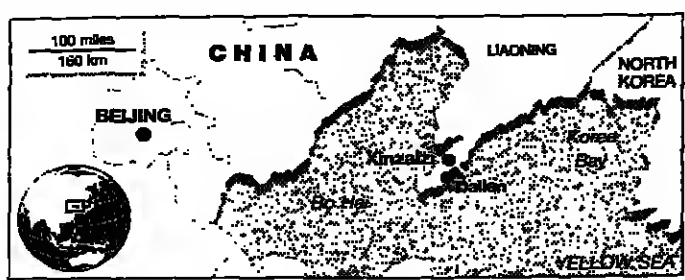 100 miles
160 km
CHINA
LIAONING
NORTH
KOREA
BEIJING
Korea
Bay
Dalian
Bo Hai
YELLOW SEA